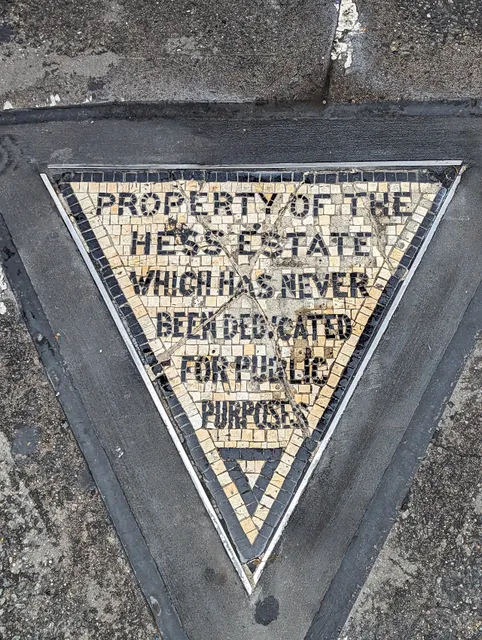 PROPERTY OF THE
HESS ESTATE
WHICH HAS NEVER
BEEN DEDICATED
FOR PUBLIC
PURPOSES